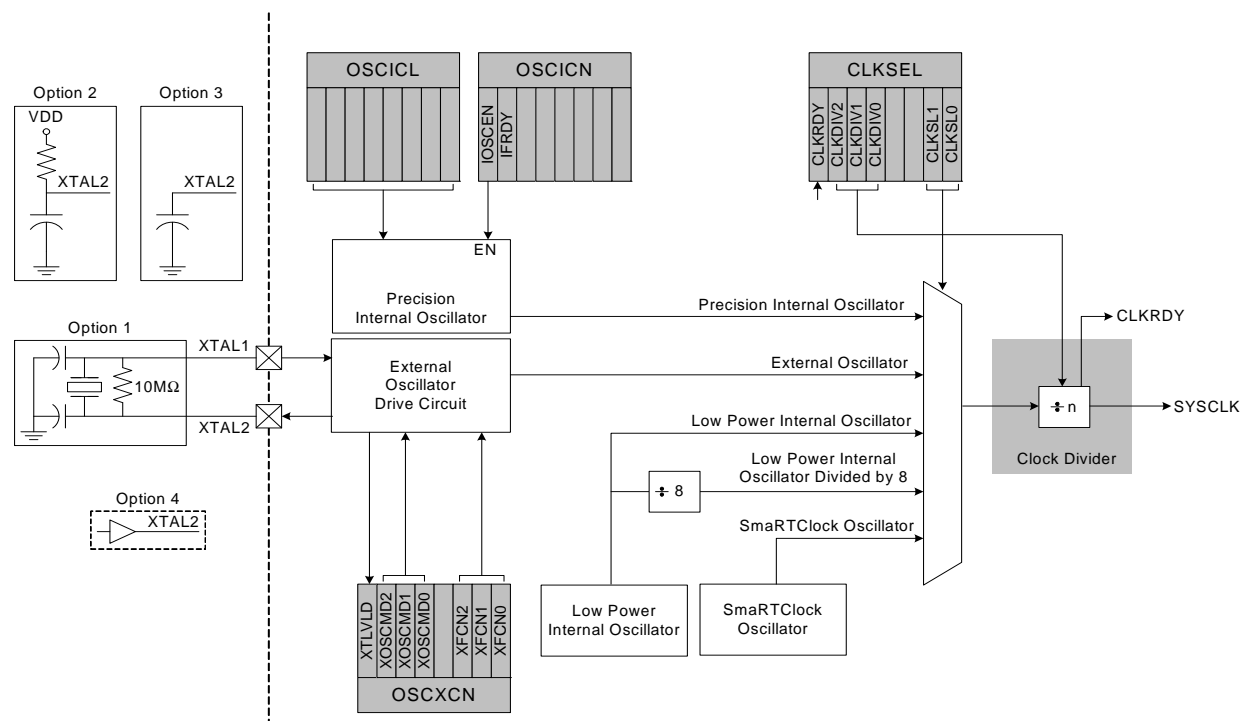 OSCICL
OSCICN
CLKSEL
IOSCEN
IFRDY
CLKRDY
CLKDIV2
CLKDIV1
CLKDIV0
CLKSL1
CLKSL0
Option 2
VDD
XTAL2
Option 3
XTAL2
EN
Precision
Internal Oscillator
Precision Internal Oscillator
CLKRDY
Option 1
10MΩ
XTAL1
XTAL2
External
Oscillator
Drive Circuit
External Oscillator
÷ n
SYSCLK
Clock Divider
Low Power Internal Oscillator
Low Power Internal
Oscillator Divided by 8
÷ 8
SmaRTClock Oscillator
Option 4
XTAL2
Low Power
Internal Oscillator
SmaRTClock
Oscillator
XTLVLD
XOSCMD2
XOSCMD1
XOSCMD0
XFCN2
XFCN1
XFCN0
OSCXCN